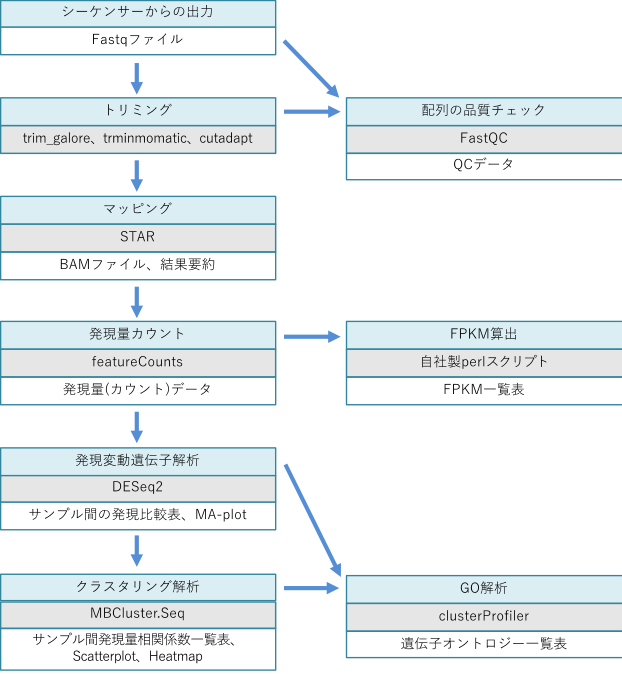 シーケンサーからの出力
Fastqファイル
トリミング
trim_galore、trminmomatic、cutadapt
配列の品質チェック
FastQC
QCデータ
マッピング
STAR
BAMファイル、結果要約
発現量カウント
featureCounts
発現量(カウント)データ
FPKM算出
自社製perlスクリプト
FPKM一覧表
発現変動遺伝子解析
DESeq2
サンプル間の発現比較表、MA-plot
クラスタリング解析
MBCluster.Seq
サンプル間発現量相関係数一覧表、
Scatterplot、Heatmap
GO解析
clusterProfiler
遺伝子オントロジー一覧表